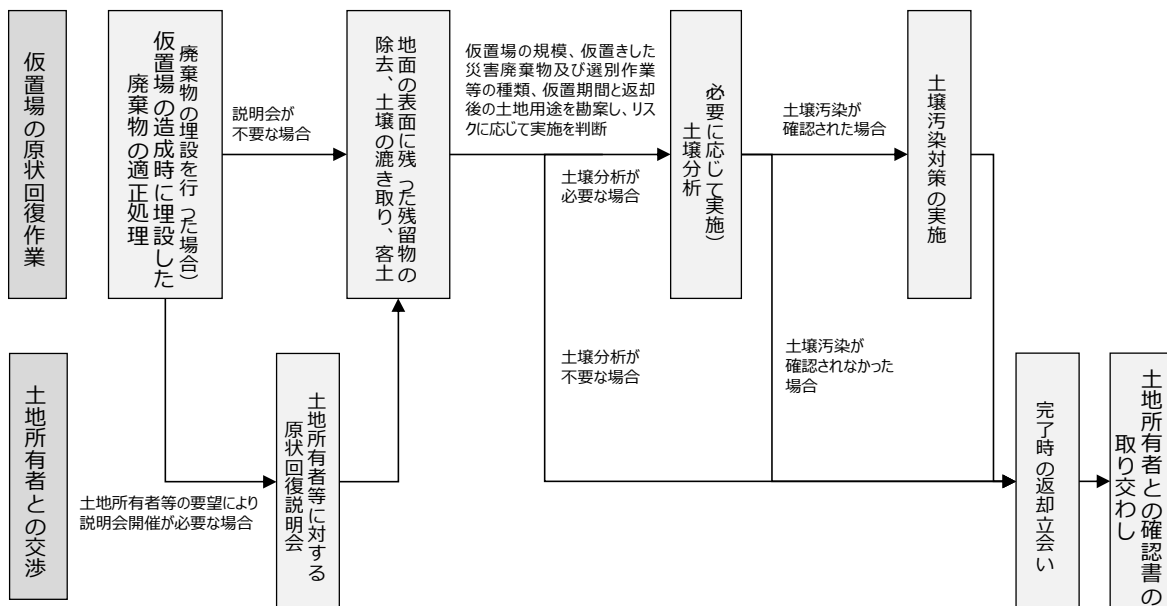 仮置場の原状回復作業
廃棄物の埋設を行った場合）
仮置場の造成時に埋設した
廃棄物の適正処理
説明会が
不要な場合
地面の表面に残った残留物の
除去、土壌の漉き取り、客土
仮置場の規模、仮置きした
災害廃棄物及び選別作業
等の種類、仮置期間と返却
後の土地用途を勘案し、リス
クに応じて実施を判断
土壌分析が
必要な場合
必要に応じて実施）
土壌分析
土壌汚染が
確認された場合
土壌汚染対策の実施
土地所有者との交渉
土地所有者等の要望により
説明会開催が必要な場合
土地所有者等に対する
原状回復説明会
土壌分析が
不要な場合
土壌汚染が
確認されなかった
場合
完了時の返却立会い
土地所有者との確認書の
取り交わし